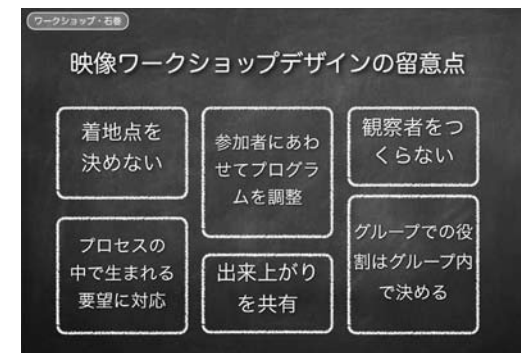 ワークショップ・石巻
映像ワークショップデザインの留意点
着地点を
決めない
参加者にあわ
せてプログラ
ムを調整
観察者をつ
くらない
プロセスの
中で生まれる
要望に対応
出来上がり
を共有
グループでの役
割はグループ内
で決める